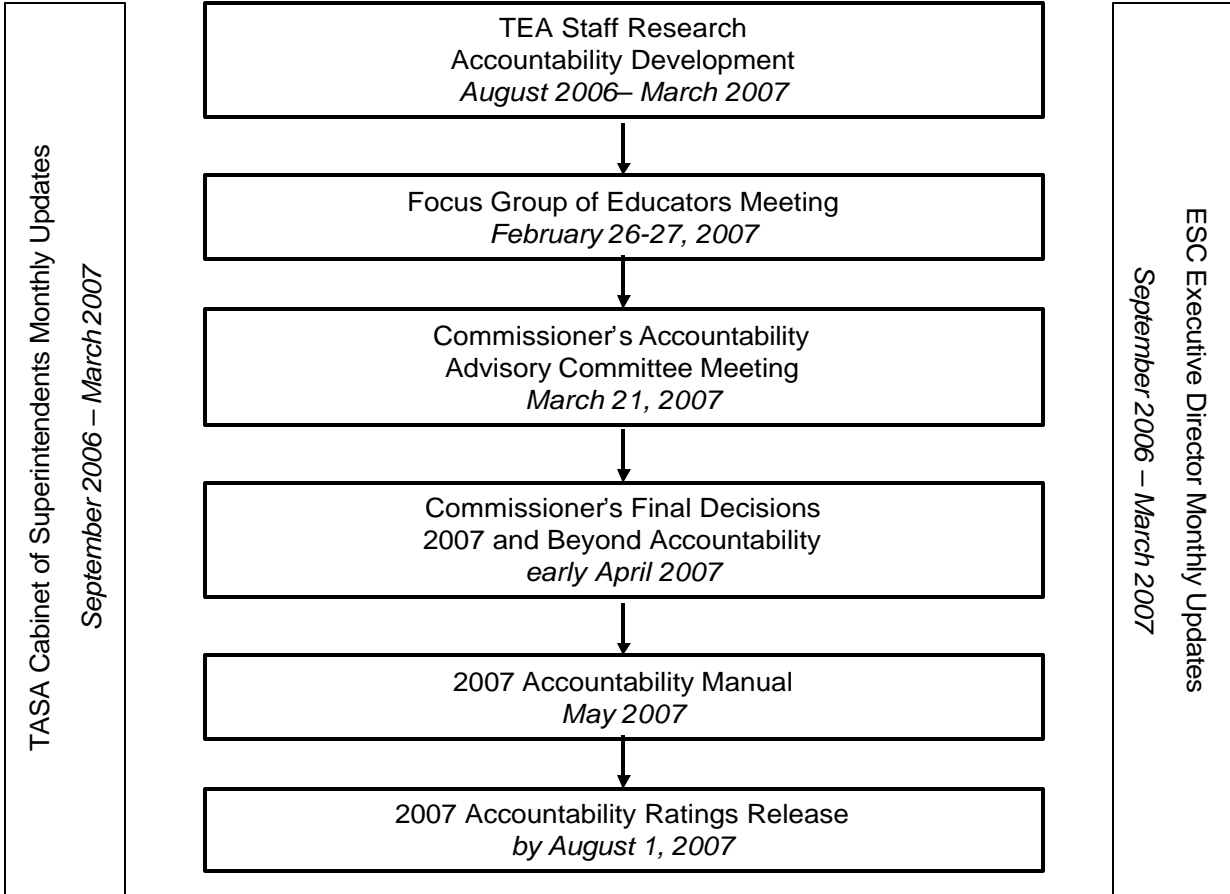 TASA Cabinet of Superintendents Monthly Updates
September 2006 – March 2007
TEA Staff Research
Accountability Development
August 2006– March 2007
Focus Group of Educators Meeting
February 26-27, 2007
Commissioner's Accountability
Advisory Committee Meeting
March 21, 2007
Commissioner's Final Decisions
2007 and Beyond Accountability
early April 2007
2007 Accountability Manual
May 2007
2007 Accountability Ratings Release
by August 1, 2007
ESC Executive Director Monthly Updates
September 2006 – March 2007